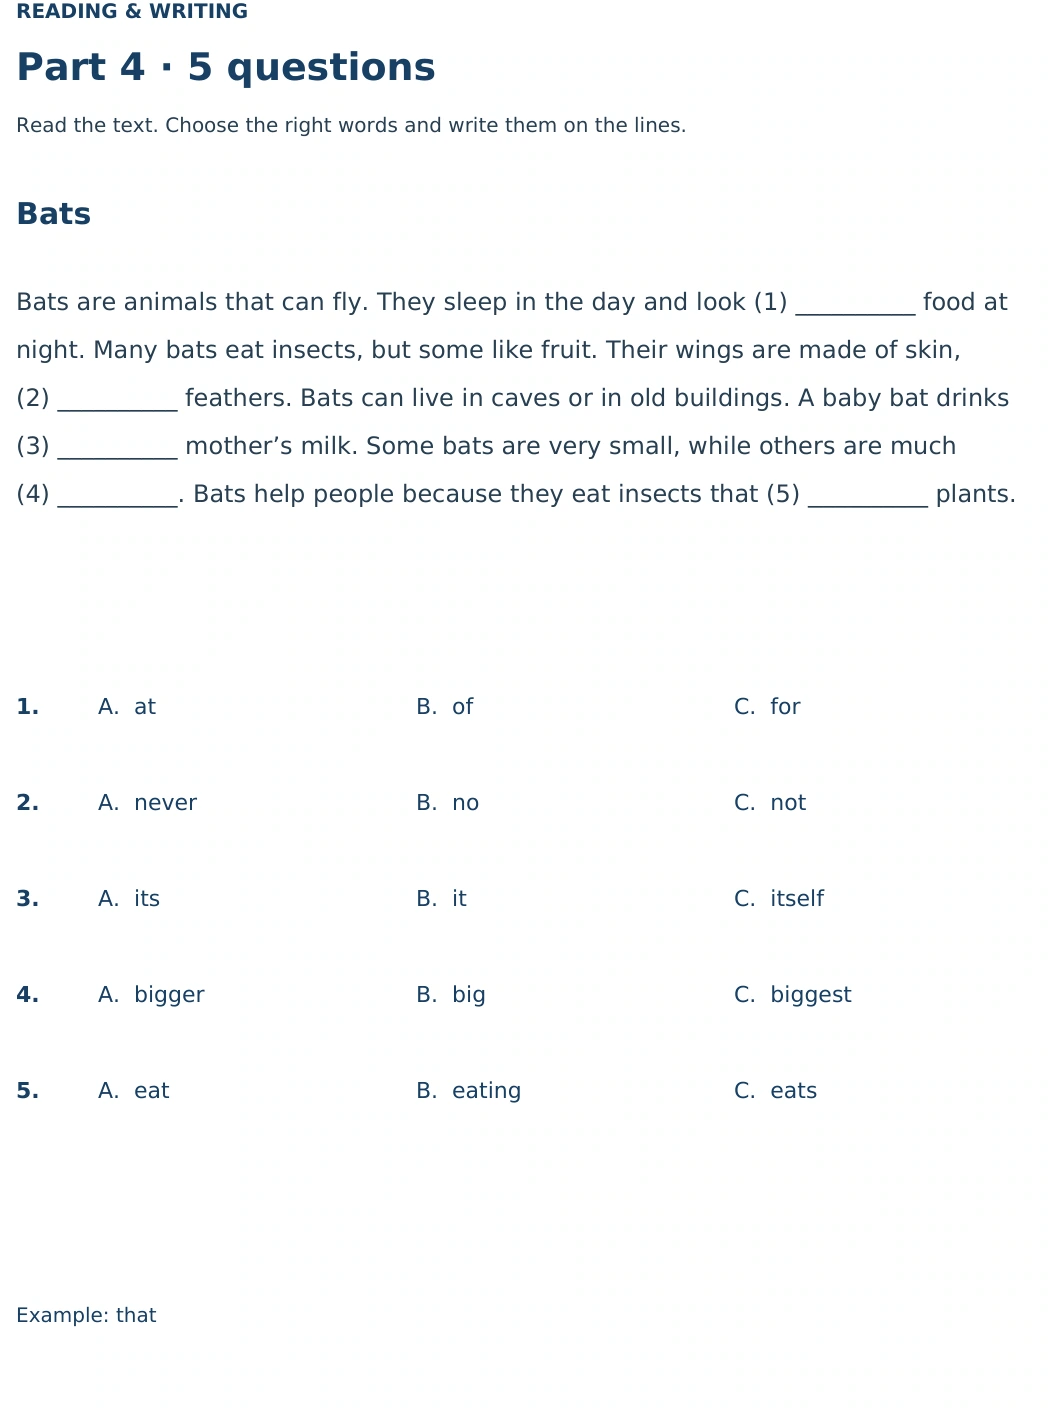 READING & WRITING
Part 4 · 5 questions
Read the text. Choose the right words and write them on the lines.
Bats
Bats are animals that can fly. They sleep in the day and look (1) __________ food at
night. Many bats eat insects, but some like fruit. Their wings are made of skin,
(2) __________ feathers. Bats can live in caves or in old buildings. A baby bat drinks
(3) __________ mother’s milk. Some bats are very small, while others are much
(4) __________. Bats help people because they eat insects that (5) __________ plants.
1. A. at B. of C. for
2. A. never B. no C. not
3. A. its B. it C. itself
4. A. bigger B. big C. biggest
5. A. eat B. eating C. eats
Example: that